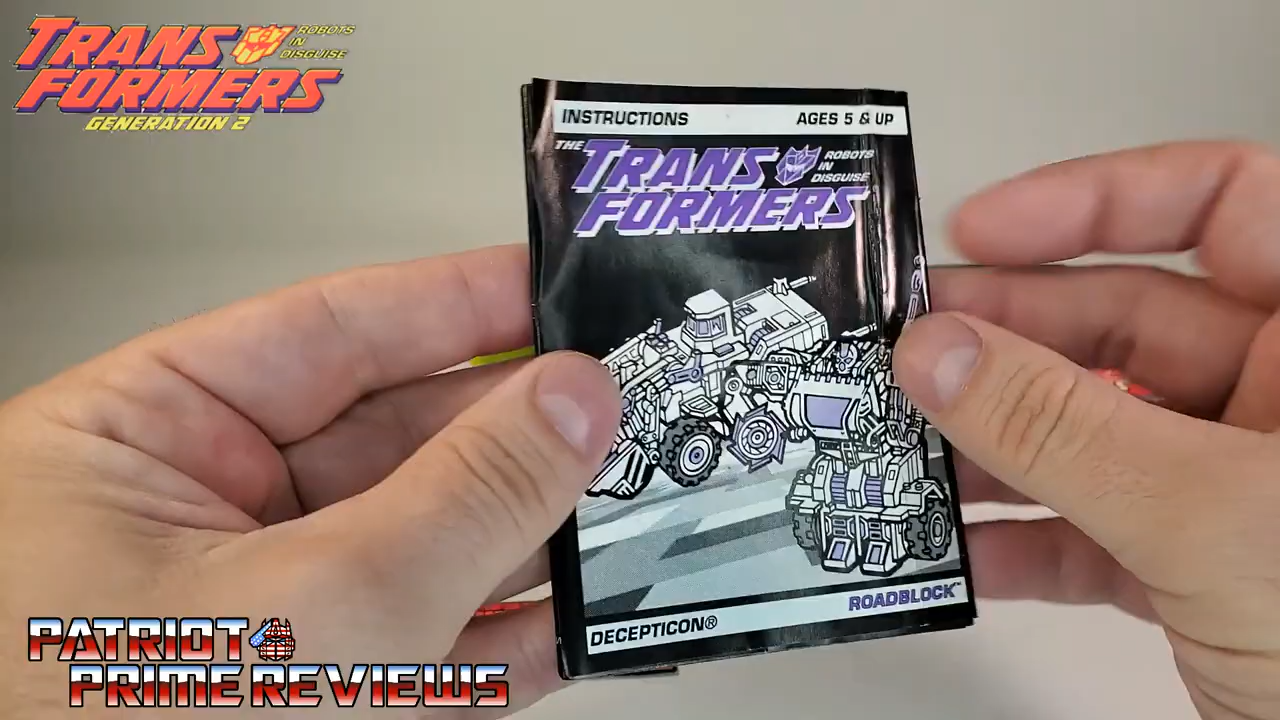 TRANS
FORMERS
ROBOTS
IN
DISGUISE
GENERATION 2
INSTRUCTIONS AGES 5 & UP
THE
TRANS
FORMERS
ROBOTS
IN
DISGUISE
ROADBLOCK™
DECEPTICON®
PATRIOT
PRIME REVIEWS